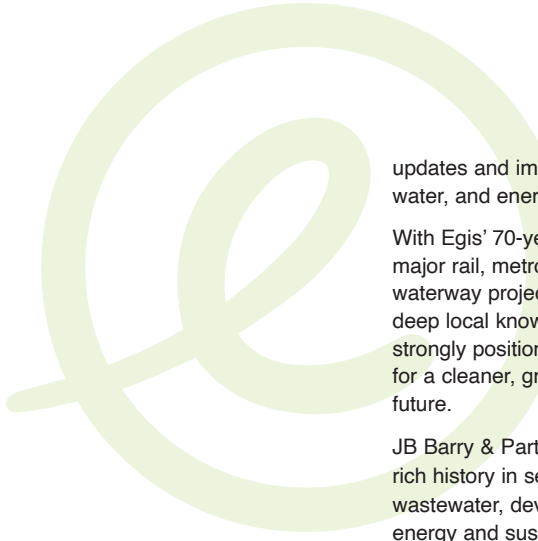 updates and im
water, and ener
With Egis’ 70-ye
major rail, metro
waterway projec
deep local know
strongly position
for a cleaner, gr
future.
JB Barry & Part
rich history in se
wastewater, dev
energy and sus